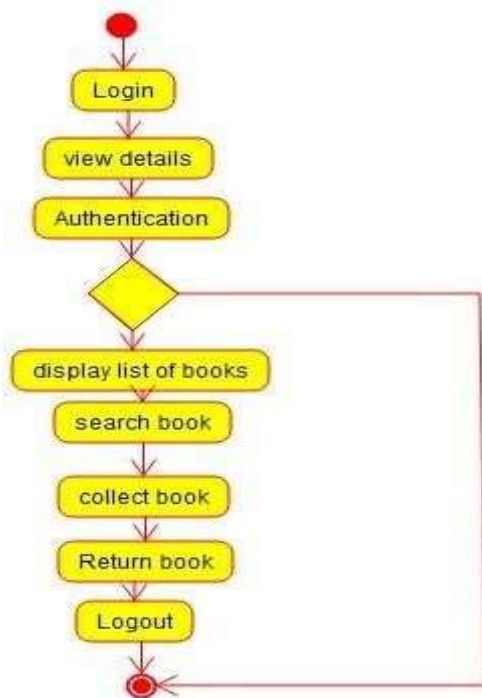 Login
view details
Authentication
display list of books
search book
collect book
Return book
Logout